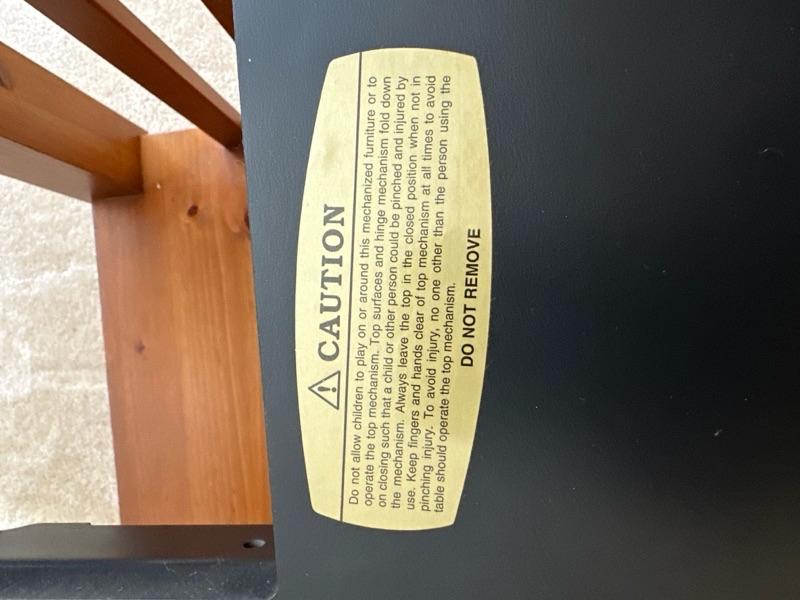 CAUTION
Do not allow children to play on or around this mechanized furniture or to
operate the top mechanism. Top surfaces and hinge mechanism fold down
on closing such that a child or other person could be pinched and injured by
the mechanism. Always leave the top in the closed position when not in
use. Keep fingers and hands clear of top mechanism at all times to avoid
pinching injury. To avoid injury, no one other than the person using the
table should operate the top mechanism.
DO NOT REMOVE